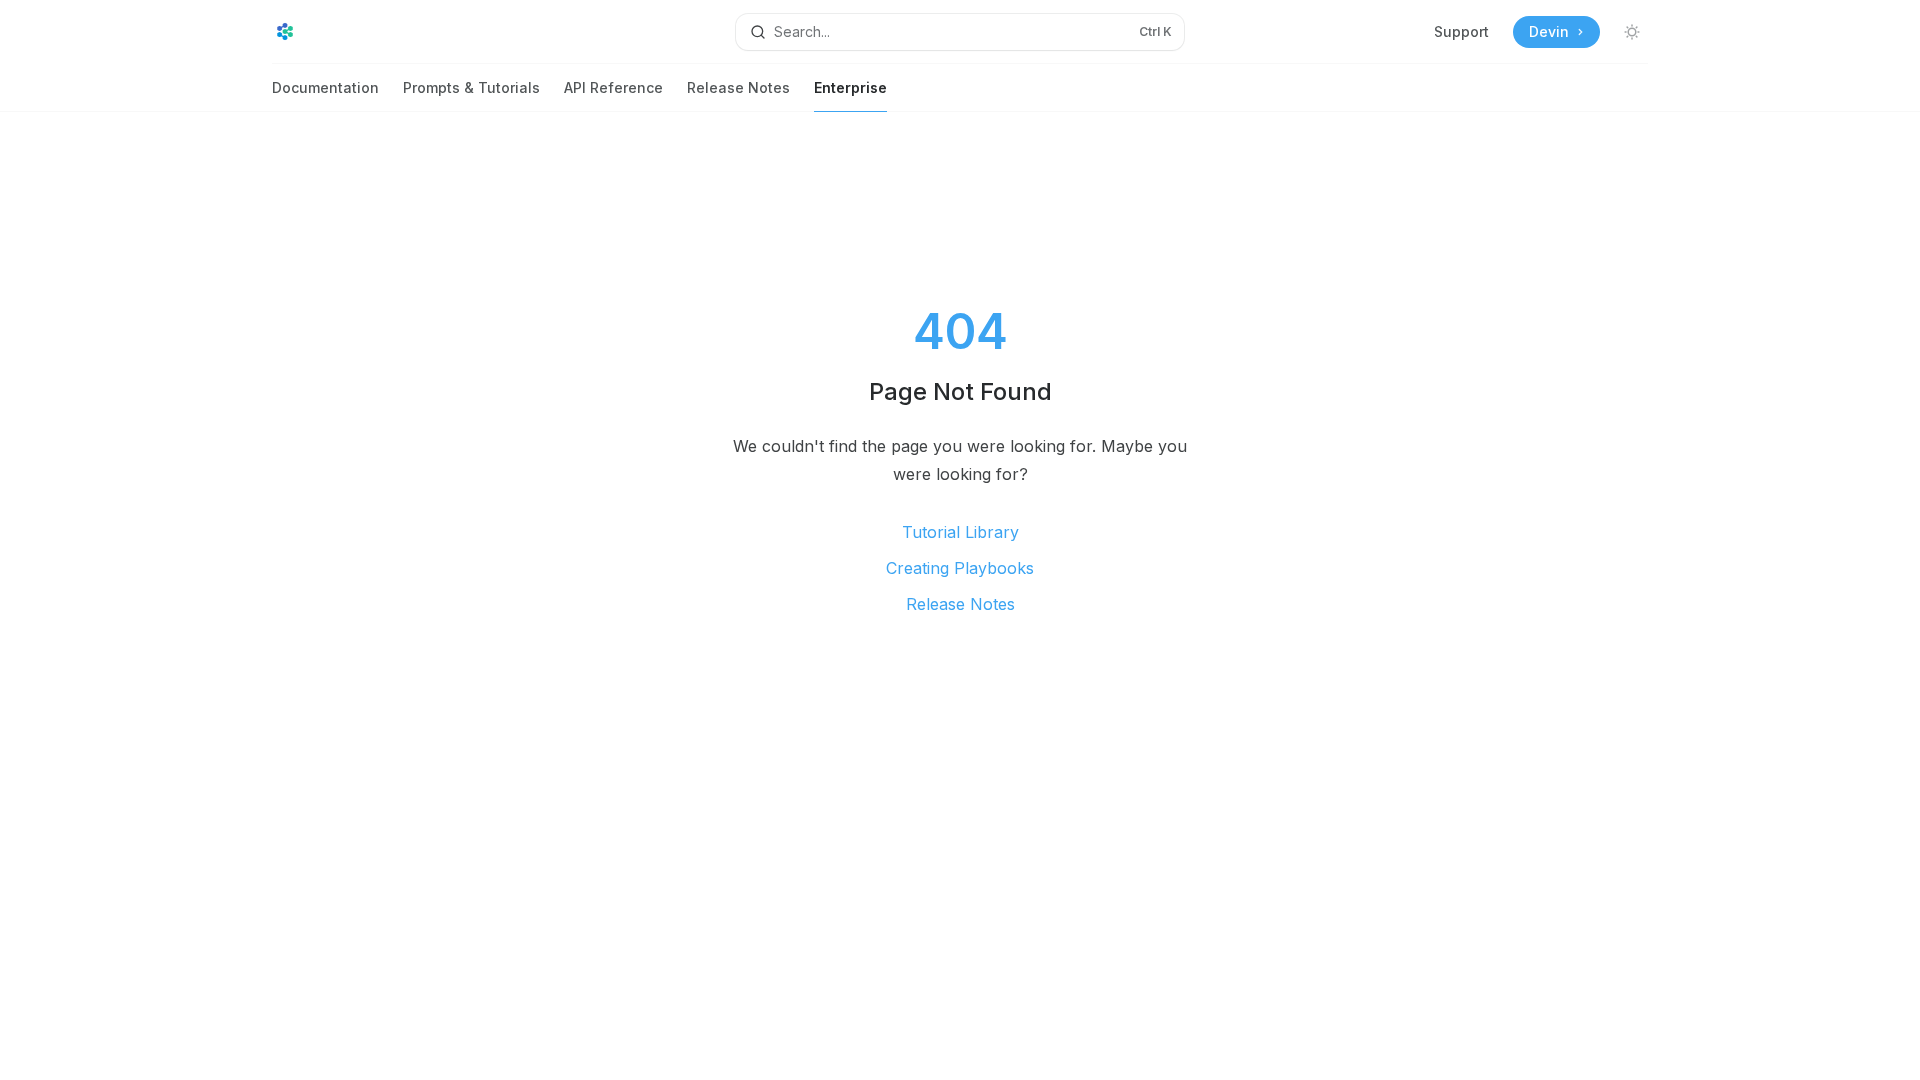 Search...
Ctrl K
Support
Devin
Documentation
Prompts & Tutorials
API Reference
Release Notes
Enterprise
404
Page Not Found
We couldn't find the page you were looking for. Maybe you
were looking for?
Tutorial Library
Creating Playbooks
Release Notes